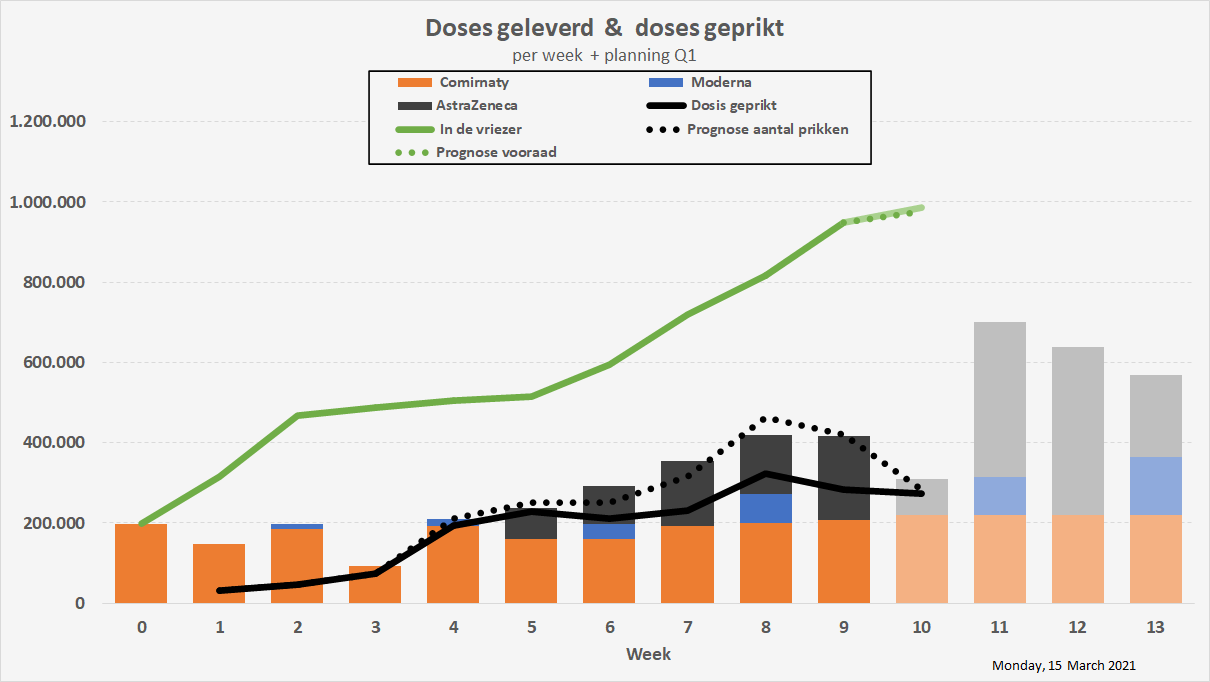 Doses geleverd & doses geprikt
per week + planning Q1
Comirnaty
Moderna
AstraZeneca
Dosis geprikt
In de vriezer
Prognose aantal prikken
Prognose vooraad
1.200.000
1.000.000
800.000
600.000
400.000
200.000
0
0 1 2 3 4 5 6 7 8 9 10 11 12 13
Week
Monday, 15 March 2021